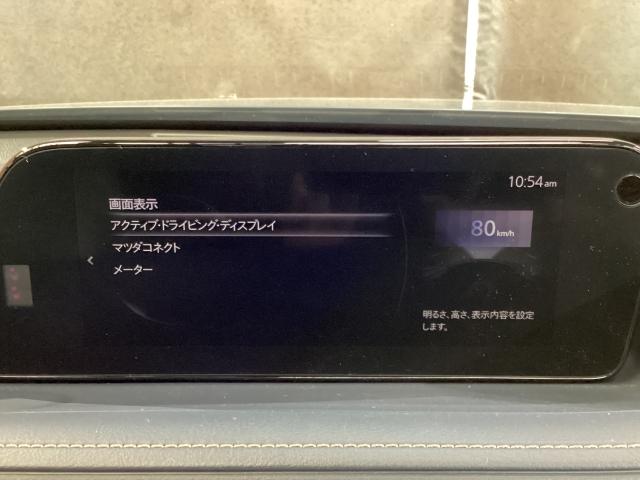 10:54am
画面表示
アクティブ・ドライビング・ディスプレイ
80km/h
マツダコネクト
メーター
明るさ、高さ、表示内容を設定
します。